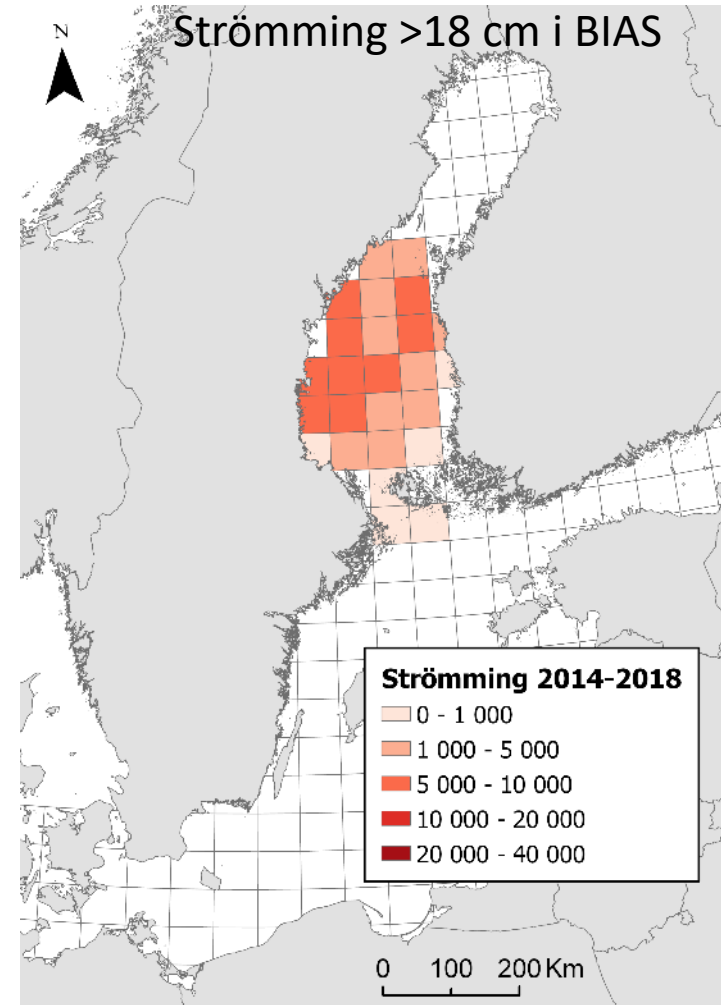 Strömming >18 cm i BIAS
N
Strömming 2014-2018
0 - 1 000
1 000 - 5 000
5 000 - 10 000
10 000 - 20 000
20 000 - 40 000
0 100 200 Km